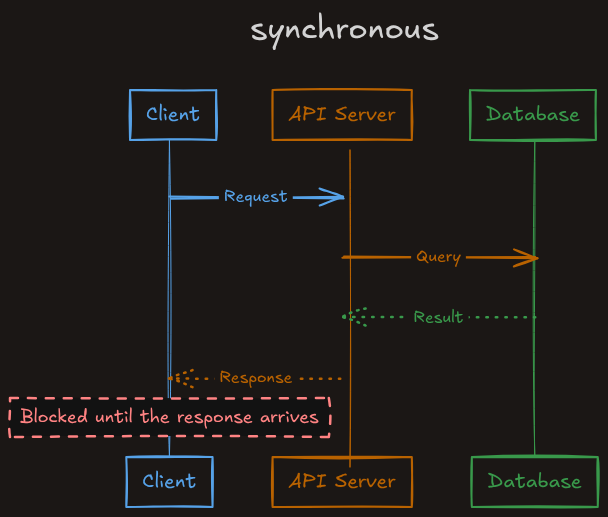 synchronous
Client
API Server
Database
Request
Query
Result
Response
Blocked until the response arrives
Client
API Server
Database